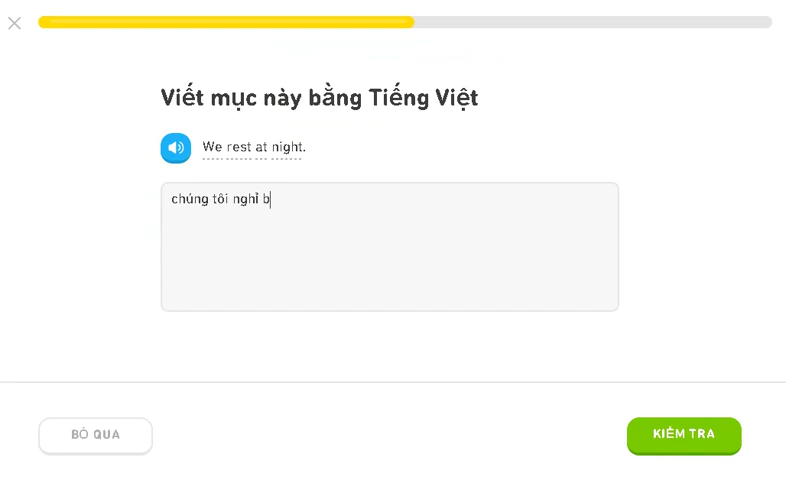 Viết mục này bằng Tiếng Việt
We rest at night.
chúng tôi nghỉ b
BỎ QUA
KIỂM TRA